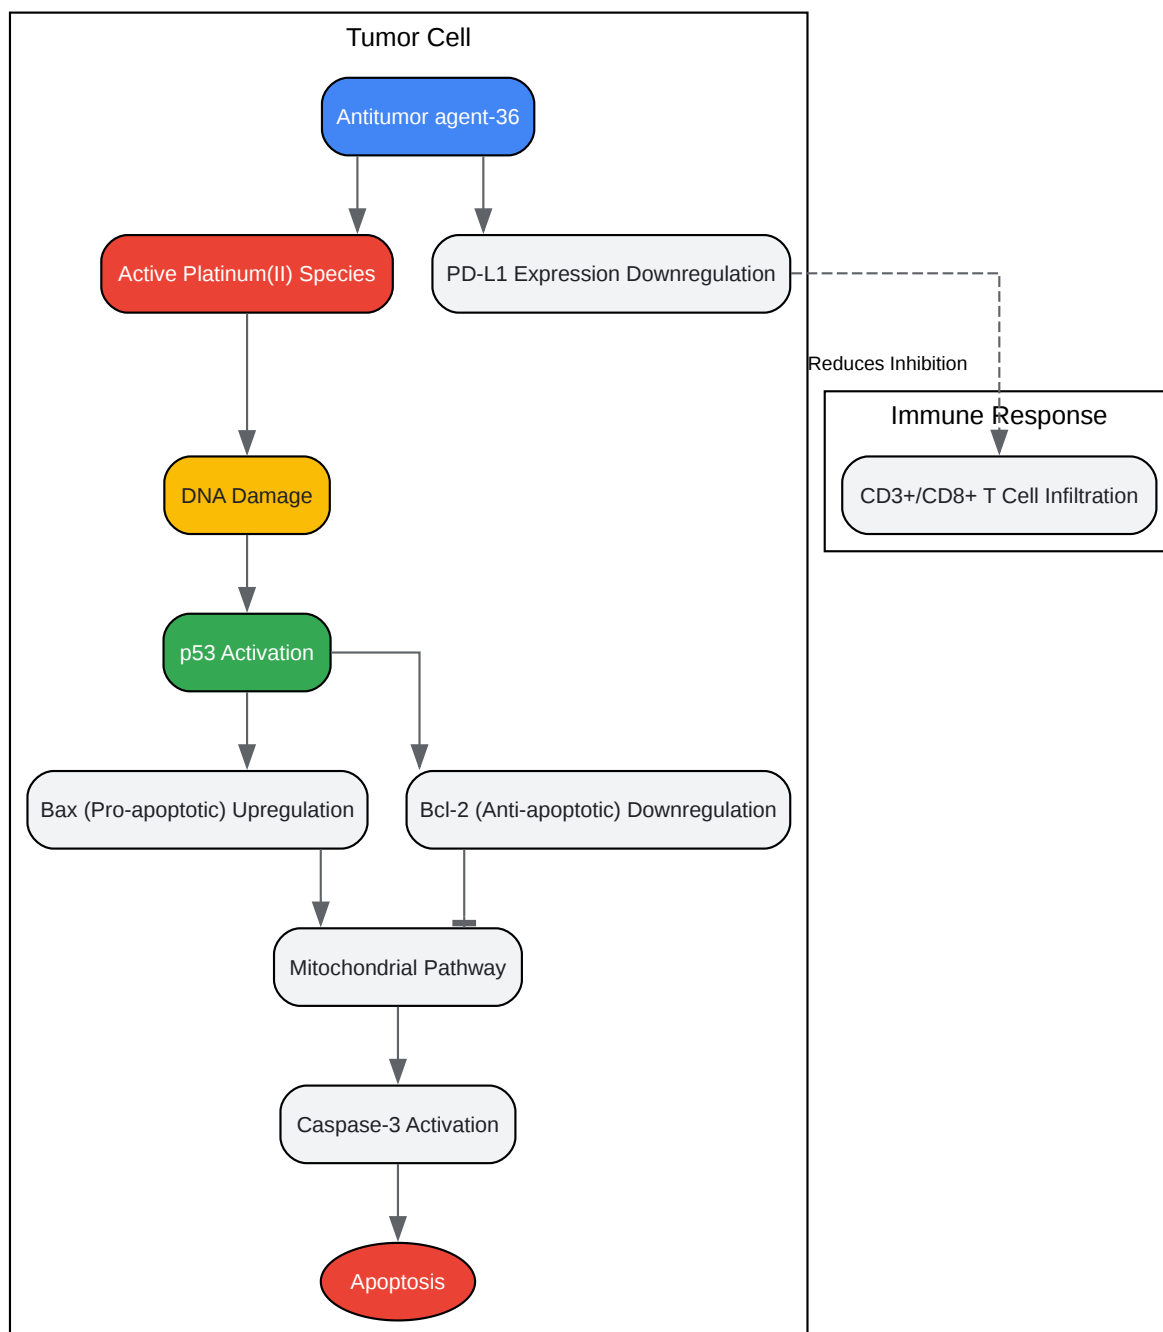 Tumor Cell
Antitumor agent-36
Active Platinum(II) Species
PD-L1 Expression Downregulation
Reduces Inhibition
Immune Response
CD3+/CD8+ T Cell Infiltration
DNA Damage
p53 Activation
Bax (Pro-apoptotic) Upregulation
Bcl-2 (Anti-apoptotic) Downregulation
Mitochondrial Pathway
Caspase-3 Activation
Apoptosis